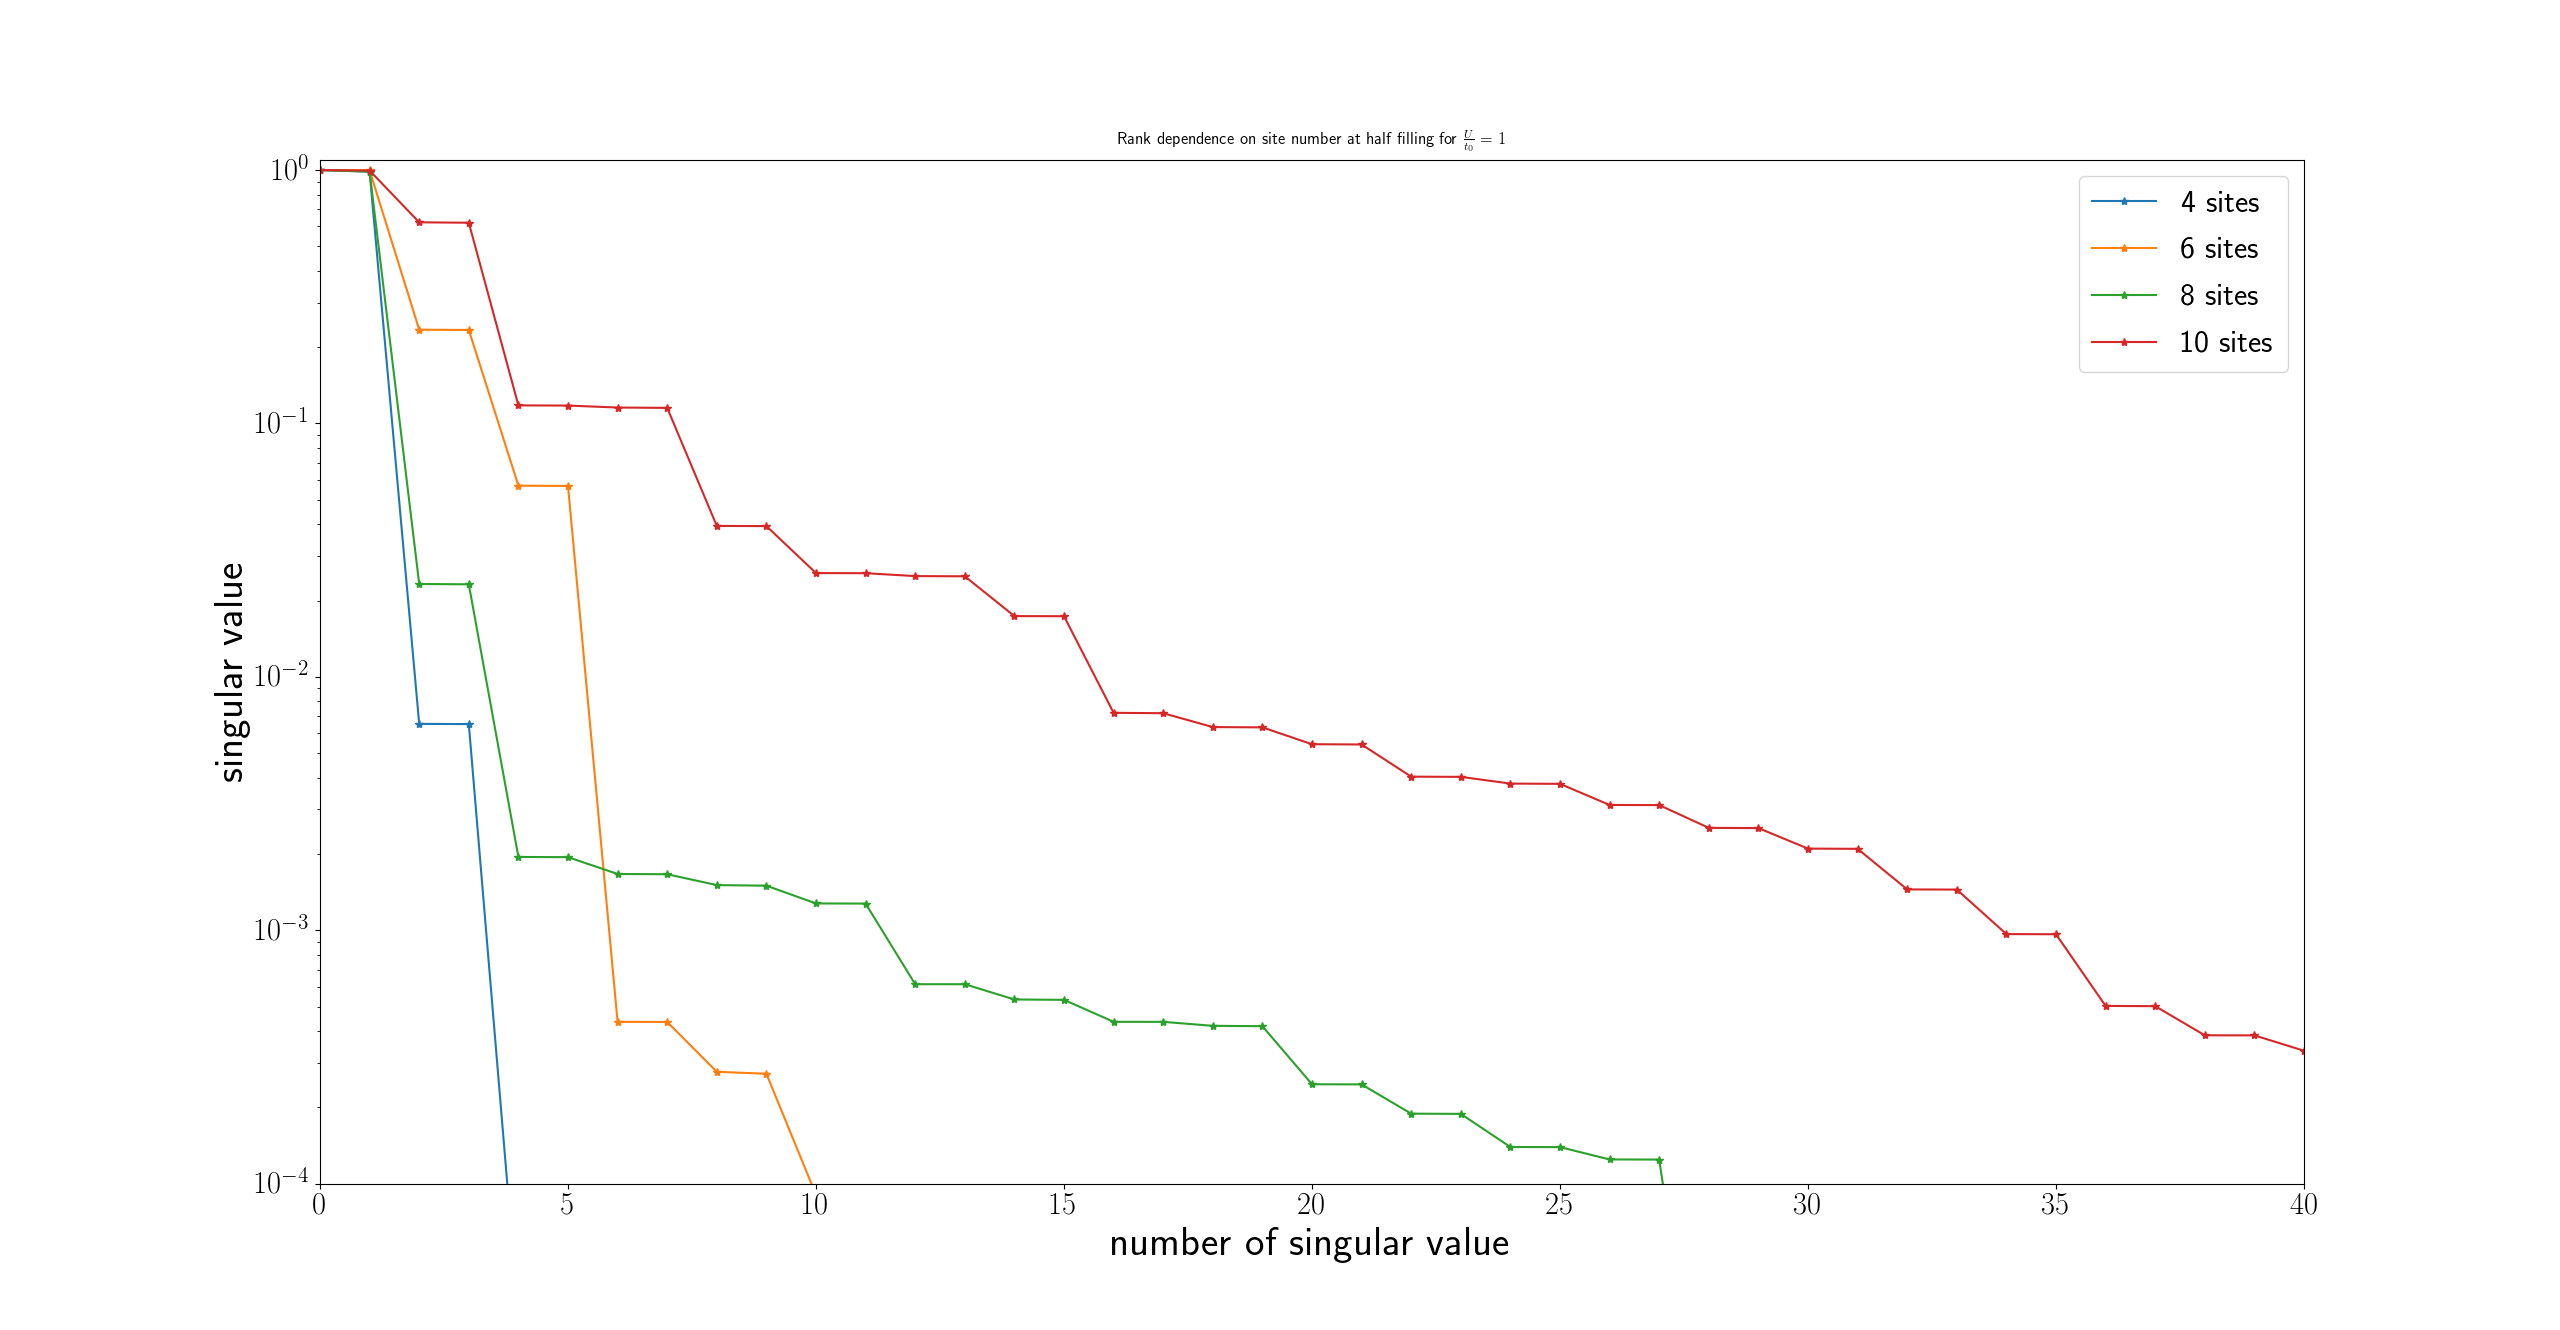 Rank dependence on site number at half filling for $\frac{U}{t_0} = 1$
10^0
10^{-1}
10^{-2}
10^{-3}
10^{-4}
singular value
4 sites
6 sites
8 sites
10 sites
0 5 10 15 20 25 30 35 40
number of singular value